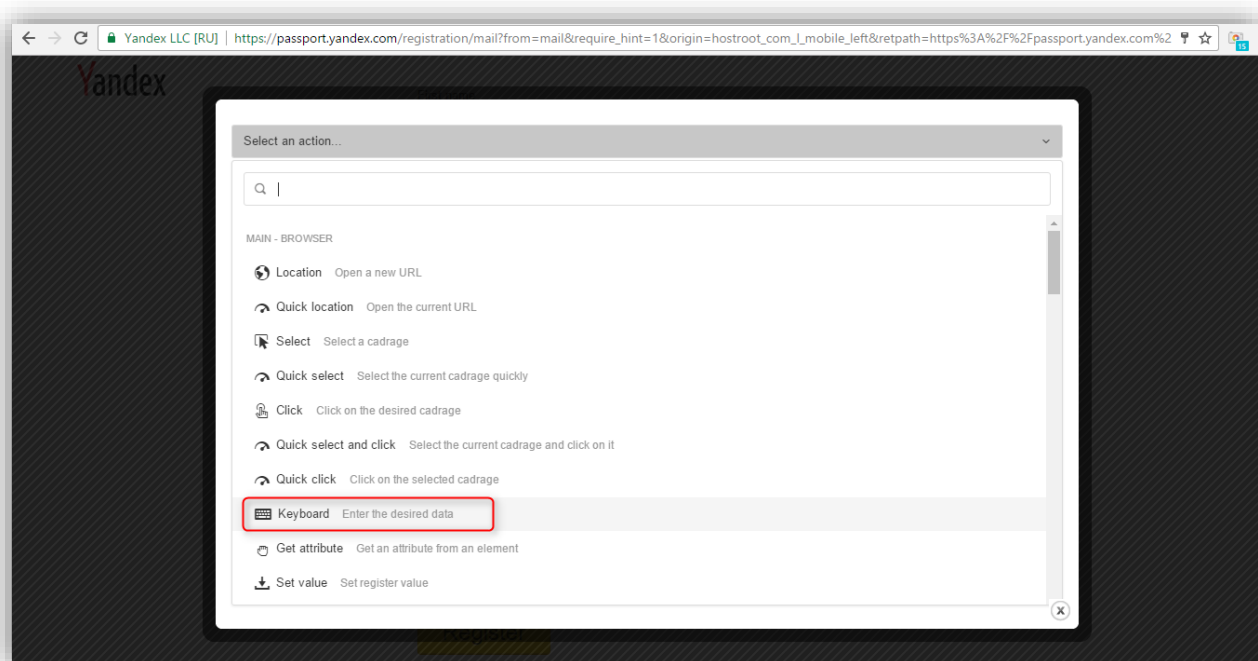 Yandex LLC [RU] | https://passport.yandex.com/registration/mail?from=mail&require_hint=1&origin=hostroot_com_l_mobile_left&retpath=https%3A%2F%2Fpassport.yandex.com%2
15
Yandex
First name
Select an action...
MAIN - BROWSER
Location Open a new URL
Quick location Open the current URL
Select Select a cadrage
Quick select Select the current cadrage quickly
Click Click on the desired cadrage
Quick select and click Select the current cadrage and click on it
Quick click Click on the selected cadrage
Keyboard Enter the desired data
Get attribute Get an attribute from an element
Set value Set register value
x
Register